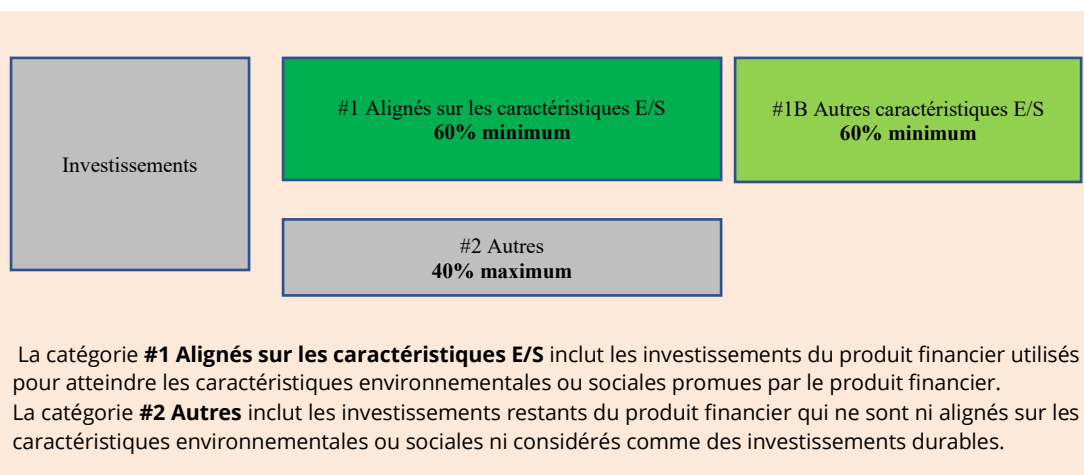 #1 Alignés sur les caractéristiques E/S
60% minimum
#1B Autres caractéristiques E/S
60% minimum
Investissements
#2 Autres
40% maximum
La catégorie #1 Alignés sur les caractéristiques E/S inclut les investissements du produit financier utilisés
pour atteindre les caractéristiques environnementales ou sociales promues par le produit financier.
La catégorie #2 Autres inclut les investissements restants du produit financier qui ne sont ni alignés sur les
caractéristiques environnementales ou sociales ni considérés comme des investissements durables.